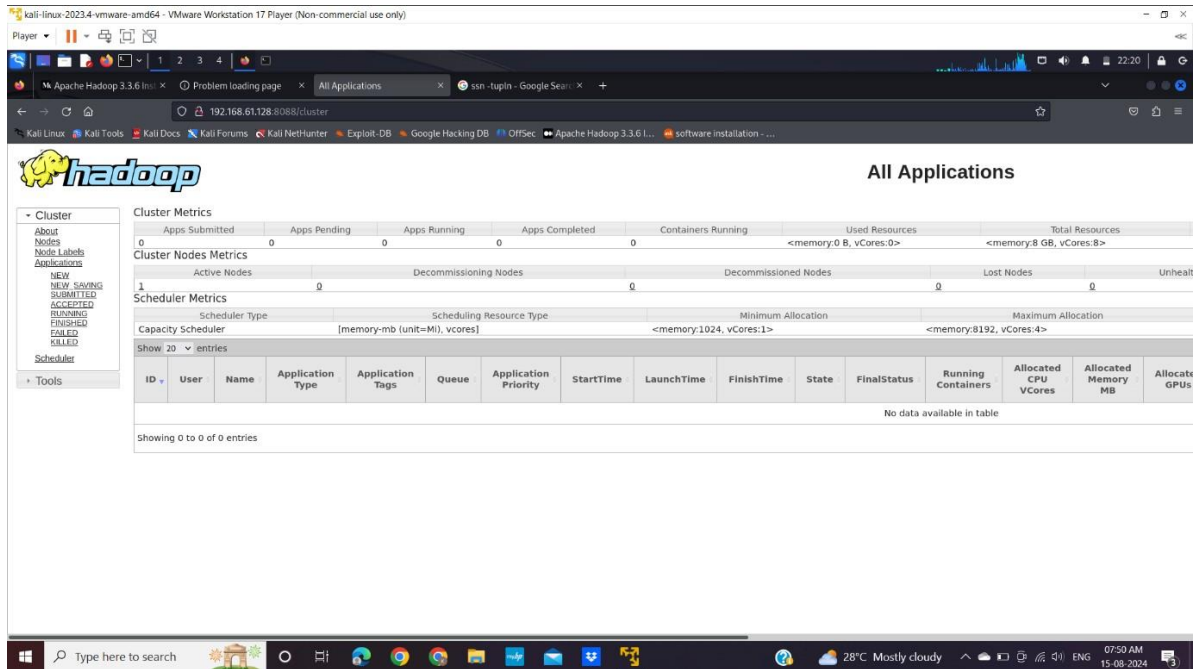 kali-linux-2023.4-vmware-amd64 - VMware Workstation 17 Player (Non-commercial use only)
Player
1 2 3 4 22:20
Apache Hadoop 3.3.6 Inst Problem loading page All Applications ssn -tupln - Google Searc
192.168.61.128:8088/cluster
Kali Linux Kali Tools Kali Docs Kali Forums Kali NetHunter Exploit-DB Google Hacking DB OffSec Apache Hadoop 3.3.6 I... software installation - ...
hadoop
All Applications
Cluster
About
Nodes
Node Labels
Applications
NEW
NEW_SAVING
SUBMITTED
ACCEPTED
RUNNING
FINISHED
FAILED
KILLED
Scheduler
Tools
Cluster Metrics
Apps Submitted Apps Pending Apps Running Apps Completed Containers Running Used Resources Total Resources
0 0 0 0 0 <memory:0 B, vCores:0> <memory:8 GB, vCores:8>
Cluster Nodes Metrics
Active Nodes Decommissioning Nodes Decommissioned Nodes Lost Nodes Unhealt
1 0 0 0 0
Scheduler Metrics
Scheduler Type Scheduling Resource Type Minimum Allocation Maximum Allocation
Capacity Scheduler [memory-mb (unit=Mi), vcores] <memory:1024, vCores:1> <memory:8192, vCores:4>
Show 20 entries
ID User Name Application Type Application Tags Queue Application Priority StartTime LaunchTime FinishTime State FinalStatus Running Containers Allocated CPU VCores Allocated Memory MB Allocate GPUs
No data available in table
Showing 0 to 0 of 0 entries
Type here to search 28°C Mostly cloudy ENG 07:50 AM
15-08-2024
3